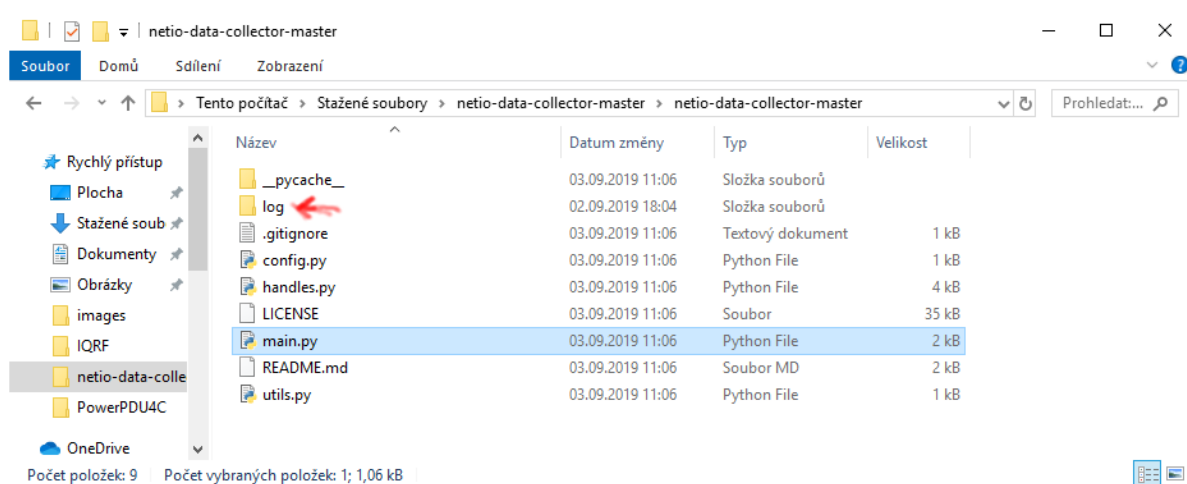 netio-data-collector-master
Soubor Domů Sdílení Zobrazení
Tento počítač › Stažené soubory › netio-data-collector-master › netio-data-collector-master Prohledat:...
Název Datum změny Typ Velikost
Rychlý přístup
Plocha
Stažené soub
Dokumenty
Obrázky
images
IQRF
netio-data-colle
PowerPDU4C
OneDrive
__pycache__ 03.09.2019 11:06 Složka souborů
log 02.09.2019 18:04 Složka souborů
.gitignore 03.09.2019 11:06 Textový dokument 1 kB
config.py 03.09.2019 11:06 Python File 1 kB
handles.py 03.09.2019 11:06 Python File 4 kB
LICENSE 03.09.2019 11:06 Soubor 35 kB
main.py 03.09.2019 11:06 Python File 2 kB
README.md 03.09.2019 11:06 Soubor MD 2 kB
utils.py 03.09.2019 11:06 Python File 1 kB
Počet položek: 9 Počet vybraných položek: 1; 1,06 kB